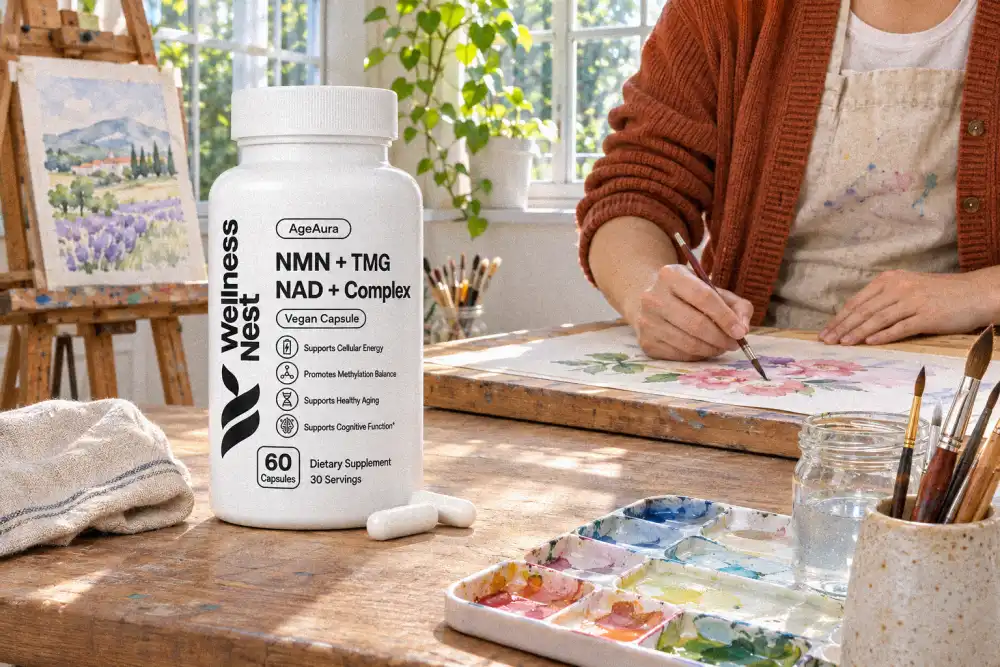 Wellness
Nest
AgeAura
NMN + TMG
NAD + Complex
Vegan Capsule
Supports Cellular Energy
Promotes Methylation Balance
Supports Healthy Aging
Supports Cognitive Function*
60
Capsules
Dietary Supplement
30 Servings